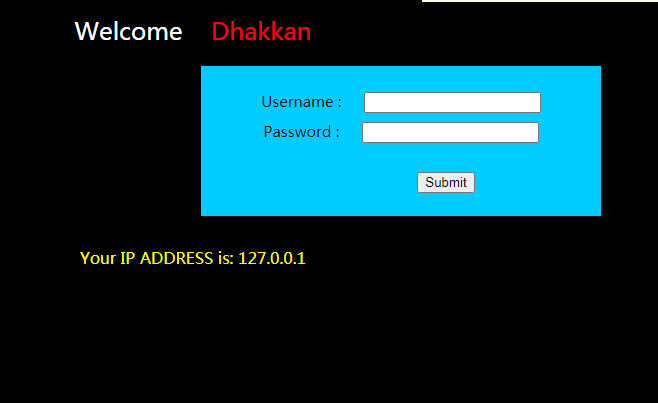 Welcome Dhakkan
Username :
Password :
Submit
Your IP ADDRESS is: 127.0.0.1